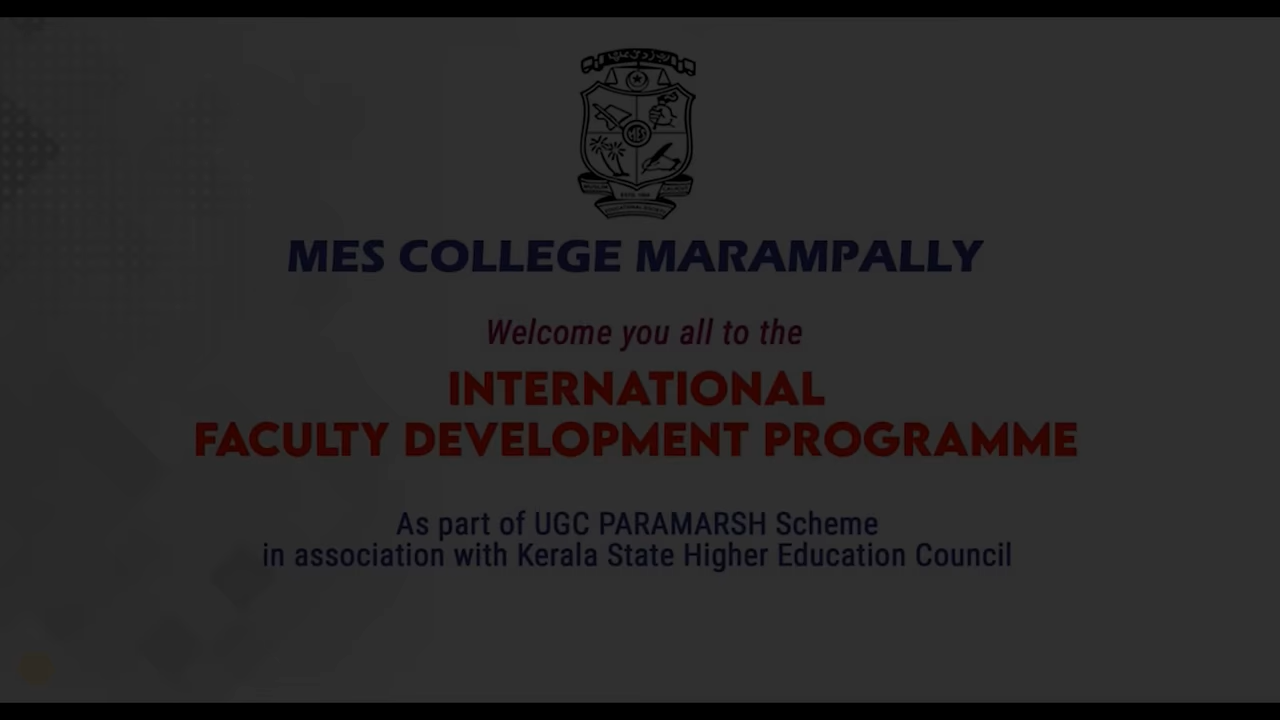 MES
MES COLLEGE MARAMPALLY
Welcome you all to the
INTERNATIONAL
FACULTY DEVELOPMENT PROGRAMME
As part of UGC PARAMARSH Scheme
in association with Kerala State Higher Education Council